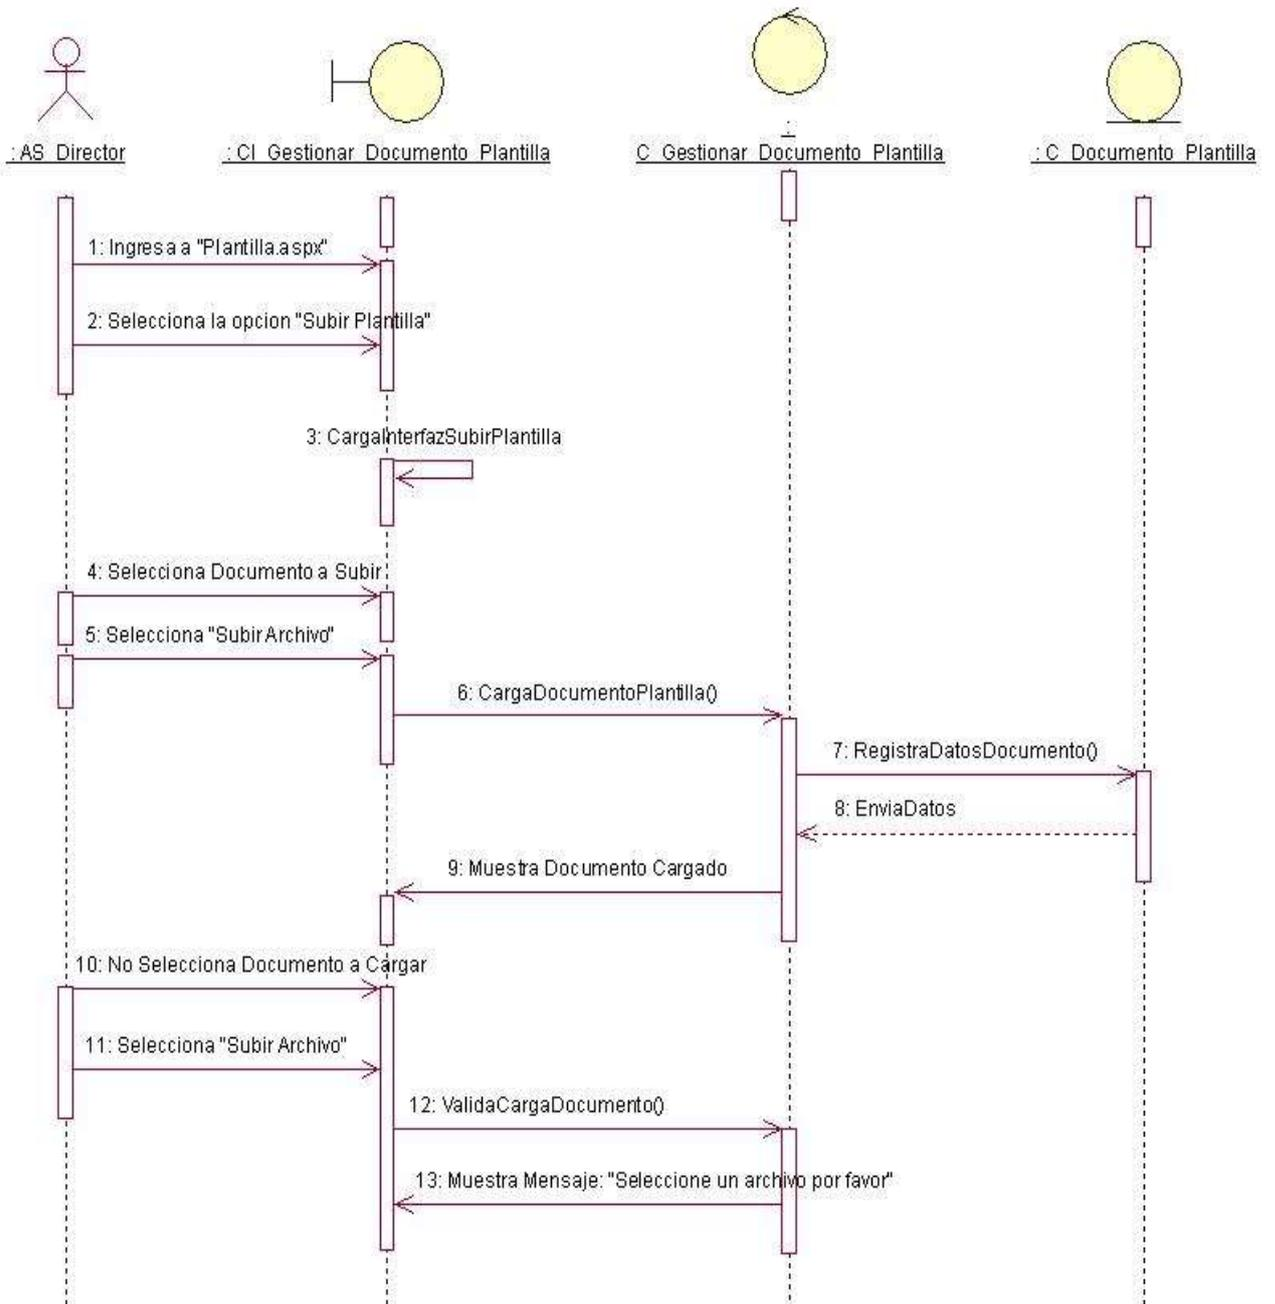 : AS_Director
: CI_Gestionar_Documento_Plantilla
:
C_Gestionar_Documento_Plantilla
: C_Documento_Plantilla
1: Ingresa a "Plantilla.aspx"
2: Selecciona la opcion "Subir Plantilla"
3: CargaInterfazSubirPlantilla
4: Selecciona Documento a Subir
5: Selecciona "Subir Archivo"
6: CargaDocumentoPlantilla()
7: RegistraDatosDocumento()
8: EnviaDatos
9: Muestra Documento Cargado
10: No Selecciona Documento a Cargar
11: Selecciona "Subir Archivo"
12: ValidaCargaDocumento()
13: Muestra Mensaje: "Seleccione un archivo por favor"